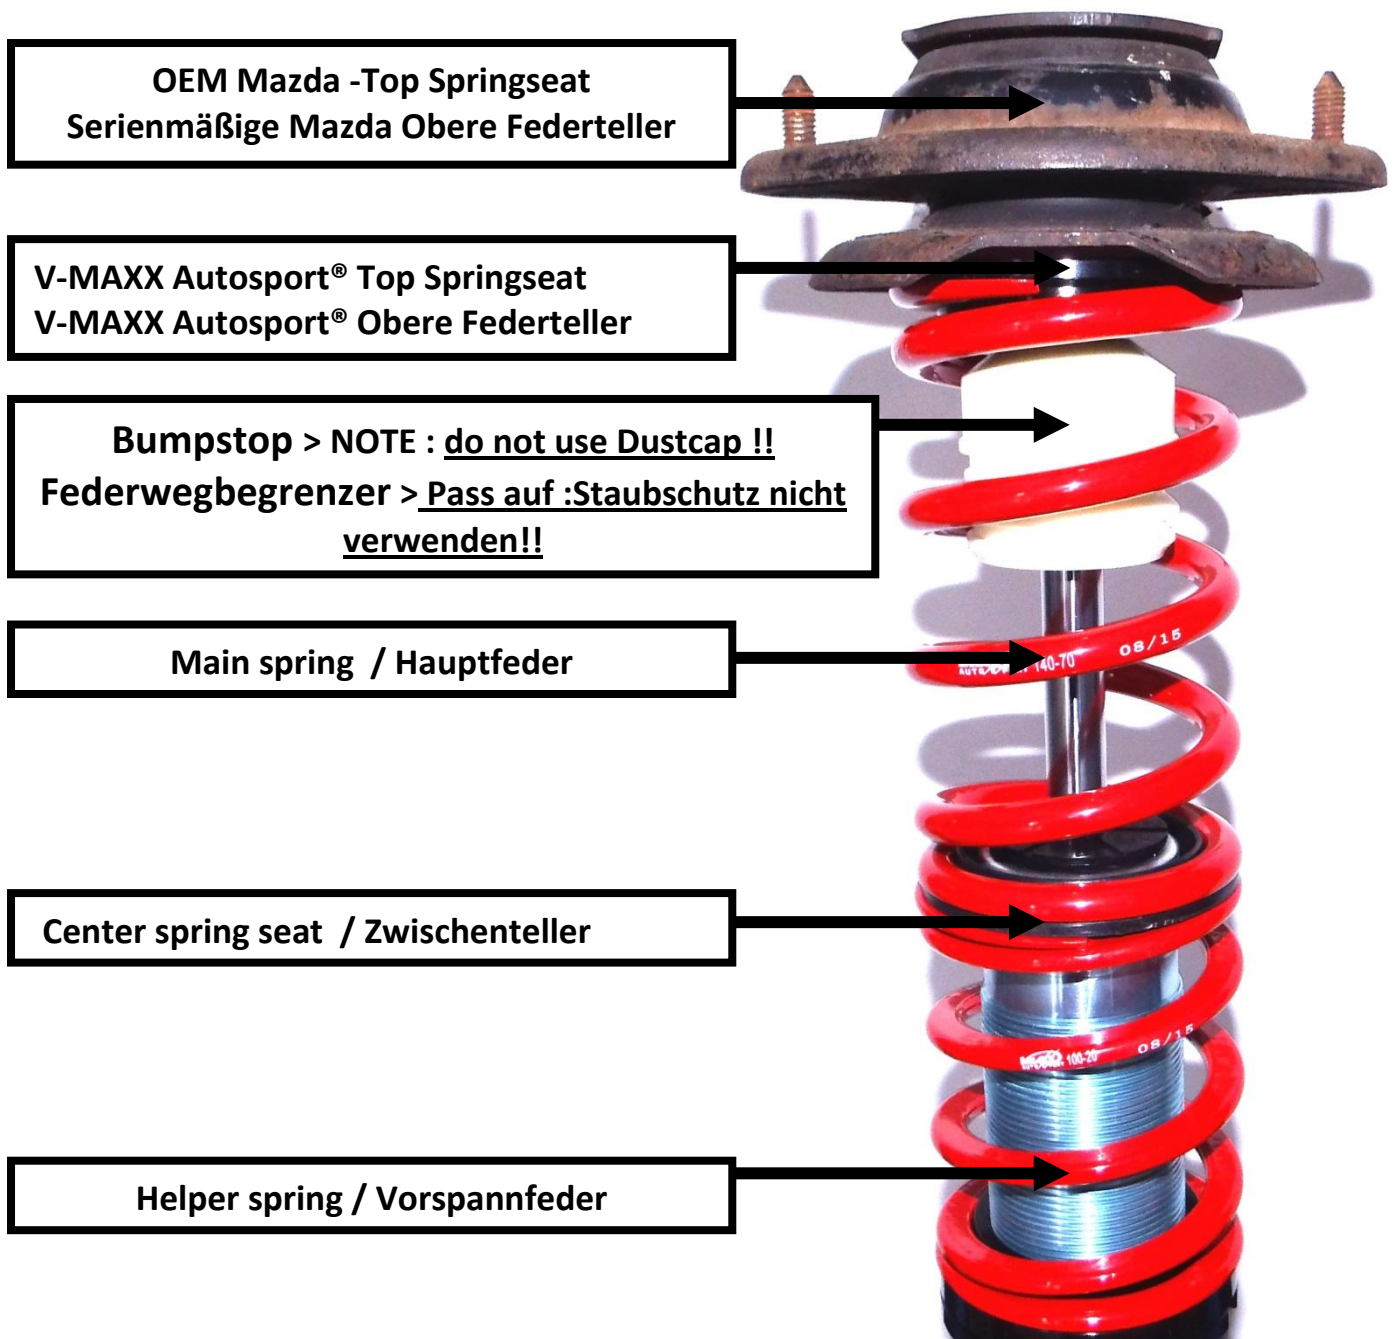 OEM Mazda -Top Springseat
Serienmäßige Mazda Obere Federteller
V-MAXX Autosport® Top Springseat
V-MAXX Autosport® Obere Federteller
Bumpstop > NOTE : do not use Dustcap !!
Federwegbegrenzer > Pass auf :Staubschutz nicht
verwenden!!
Main spring / Hauptfeder
140-70 08/15
Center spring seat / Zwischenteller
100-20 08/15
Helper spring / Vorspannfeder